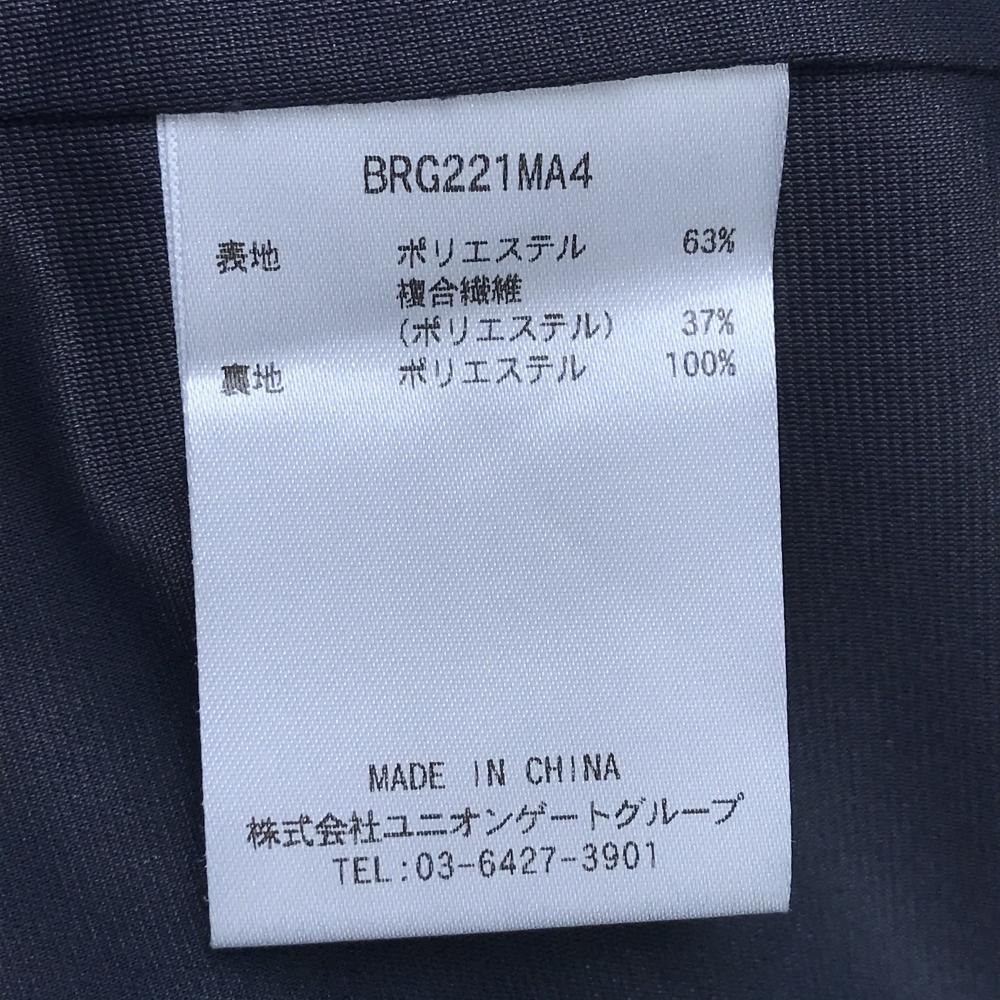 BRG221MA4
表地 ポリエステル 63%
複合繊維
(ポリエステル) 37%
裏地 ポリエステル 100%
MADE IN CHINA
株式会社ユニオンゲートグループ
TEL:03-6427-3901